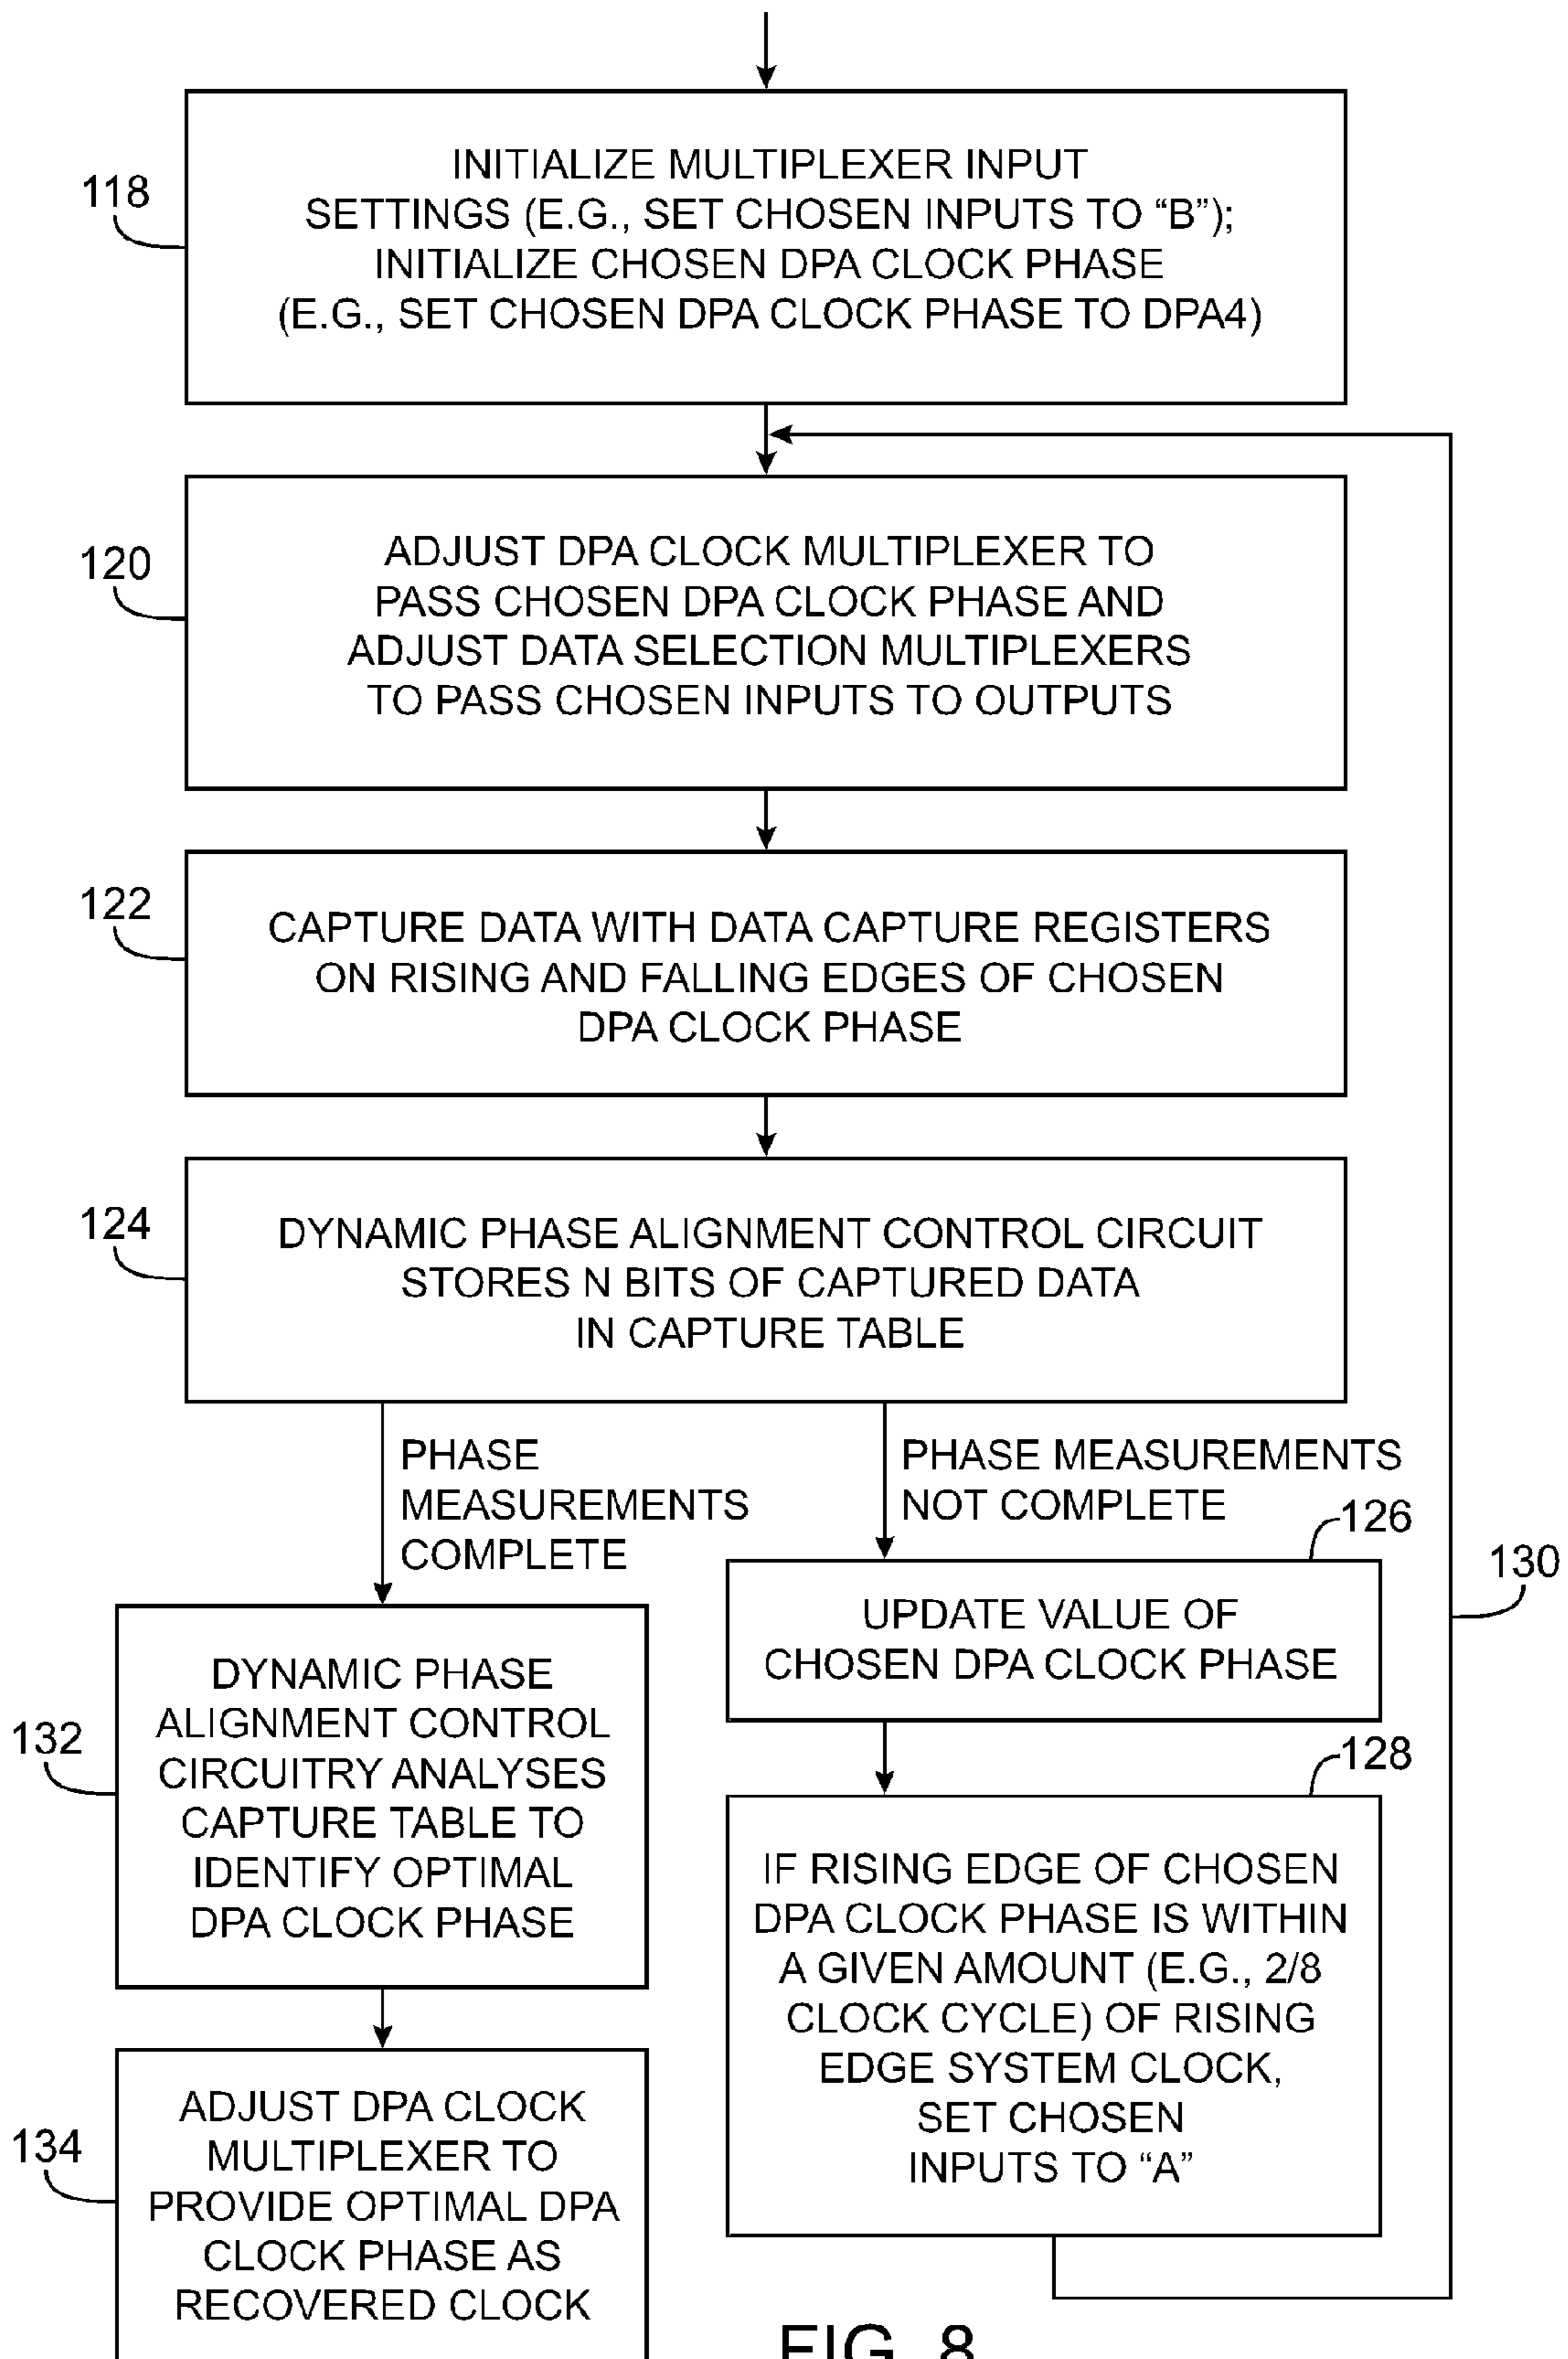 INITIALIZE MULTIPLEXER INPUT
SETTINGS (E.G., SET CHOSEN INPUTS TO “B”);
INITIALIZE CHOSEN DPA CLOCK PHASE
(E.G., SET CHOSEN DPA CLOCK PHASE TO DPA4)
118
ADJUST DPA CLOCK MULTIPLEXER TO
PASS CHOSEN DPA CLOCK PHASE AND
ADJUST DATA SELECTION MULTIPLEXERS
TO PASS CHOSEN INPUTS TO OUTPUTS
120
CAPTURE DATA WITH DATA CAPTURE REGISTERS
ON RISING AND FALLING EDGES OF CHOSEN
DPA CLOCK PHASE
122
DYNAMIC PHASE ALIGNMENT CONTROL CIRCUIT
STORES N BITS OF CAPTURED DATA
IN CAPTURE TABLE
124
PHASE
MEASUREMENTS
COMPLETE
PHASE MEASUREMENTS
NOT COMPLETE
126
UPDATE VALUE OF
CHOSEN DPA CLOCK PHASE
130
DYNAMIC PHASE
ALIGNMENT CONTROL
CIRCUITRY ANALYSES
CAPTURE TABLE TO
IDENTIFY OPTIMAL
DPA CLOCK PHASE
132
128
IF RISING EDGE OF CHOSEN
DPA CLOCK PHASE IS WITHIN
A GIVEN AMOUNT (E.G., 2/8
CLOCK CYCLE) OF RISING
EDGE SYSTEM CLOCK,
SET CHOSEN
INPUTS TO “A”
ADJUST DPA CLOCK
MULTIPLEXER TO
PROVIDE OPTIMAL DPA
CLOCK PHASE AS
RECOVERED CLOCK
134
FIG. 8